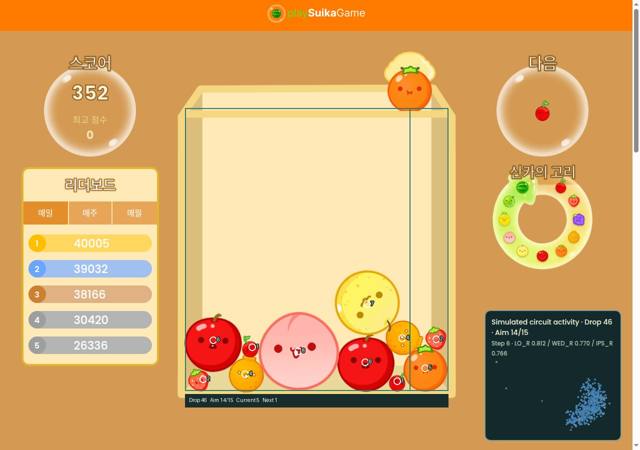 playSuikaGame
스코어
352
최고 점수
0
리더보드
매일
매주
매월
1 40005
2 39032
3 38166
4 30420
5 26336
다음
산카의 고리
Simulated circuit activity - Drop 46
· Aim 14/15
Step 6 · LO_R 0.812 / WED_R 0.770 / IPS_R
0.766
Drop 46 Aim 14/15 Current 5 Next 1